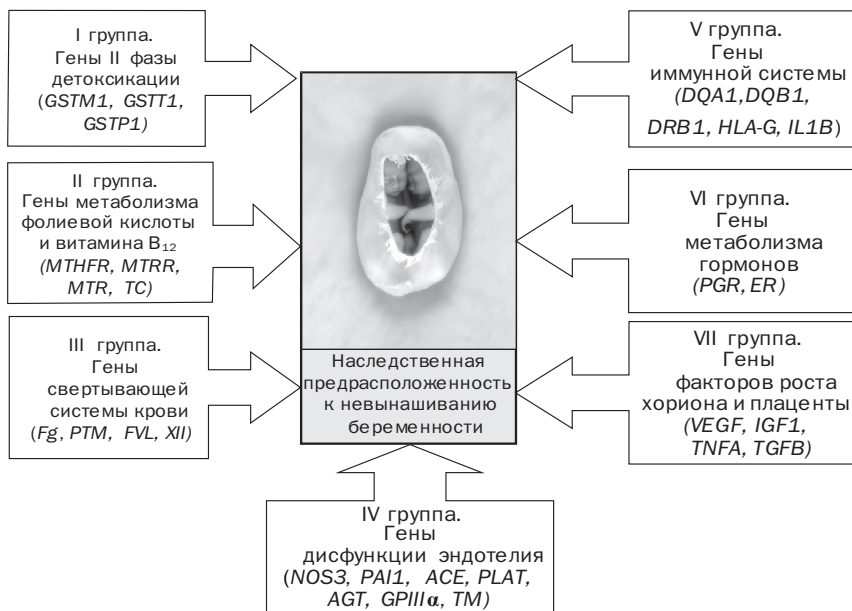 I группа.
Гены II фазы
детоксикации
(GSTM1, GSTT1,
GSTP1)
II группа.
Гены метаболизма
фолиевой кислоты
и витамина B₁₂
(MTHFR, MTRR,
MTR, TC)
III группа.
Гены
свертывающей
системы крови
(Fg, PTM, FVL, XII)
IV группа.
Гены
дисфункции эндотелия
(NOS3, PAI1, ACE, PLAT,
AGT, GPIIIα, TM)
V группа.
Гены
иммунной системы
(DQA1,DQB1,
DRB1, HLA-G, IL1B)
VI группа.
Гены
метаболизма
гормонов
(PGR, ER)
VII группа.
Гены
факторов роста
хориона и плаценты
(VEGF, IGF1,
TNFA, TGFB)
Наследственная
предрасположенность
к невынашиванию
беременности